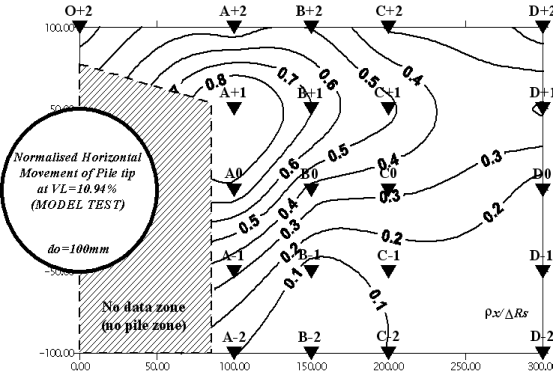 O+2 A+2 B+2 C+2 D+2
0.8 0.7 0.6 0.5 0.4
50.00 A+1 B+1 C+1 D+1
Normalised Horizontal
Movement of Pile tip
at VL=10.94%
(MODEL TEST)
do=100mm
0.6 0.5 0.4 0.3
A0 B0 C0 D0
0.5 0.4 0.3 0.3 0.2
0.2 0.2
A-1 B-1 C-1 D-1
-50.00
0.1 0.1
No data zone
(no pile zone)
ρx/ΔRs
A-2 B-2 C-2 D-2
-100.00
0.00 50.00 100.00 150.00 200.00 250.00 300.00